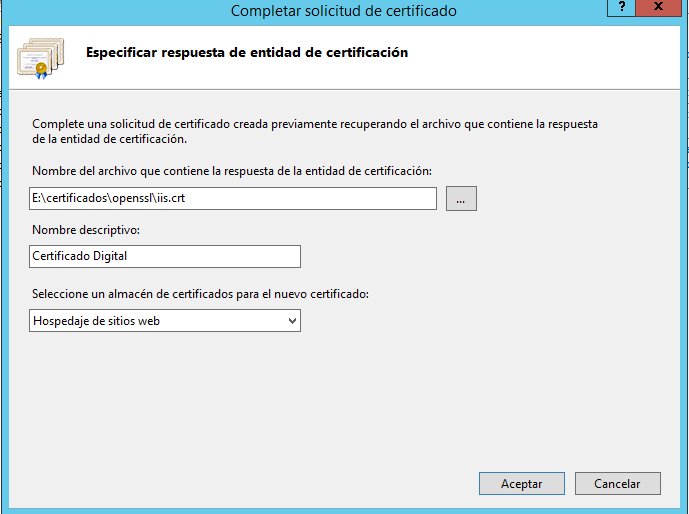 Completar solicitud de certificado
?
x
Especificar respuesta de entidad de certificación
Complete una solicitud de certificado creada previamente recuperando el archivo que contiene la respuesta
de la entidad de certificación.
Nombre del archivo que contiene la respuesta de la entidad de certificación:
E:\certificados\openssl\iis.crt
...
Nombre descriptivo:
Certificado Digital
Seleccione un almacén de certificados para el nuevo certificado:
Hospedaje de sitios web
Aceptar
Cancelar